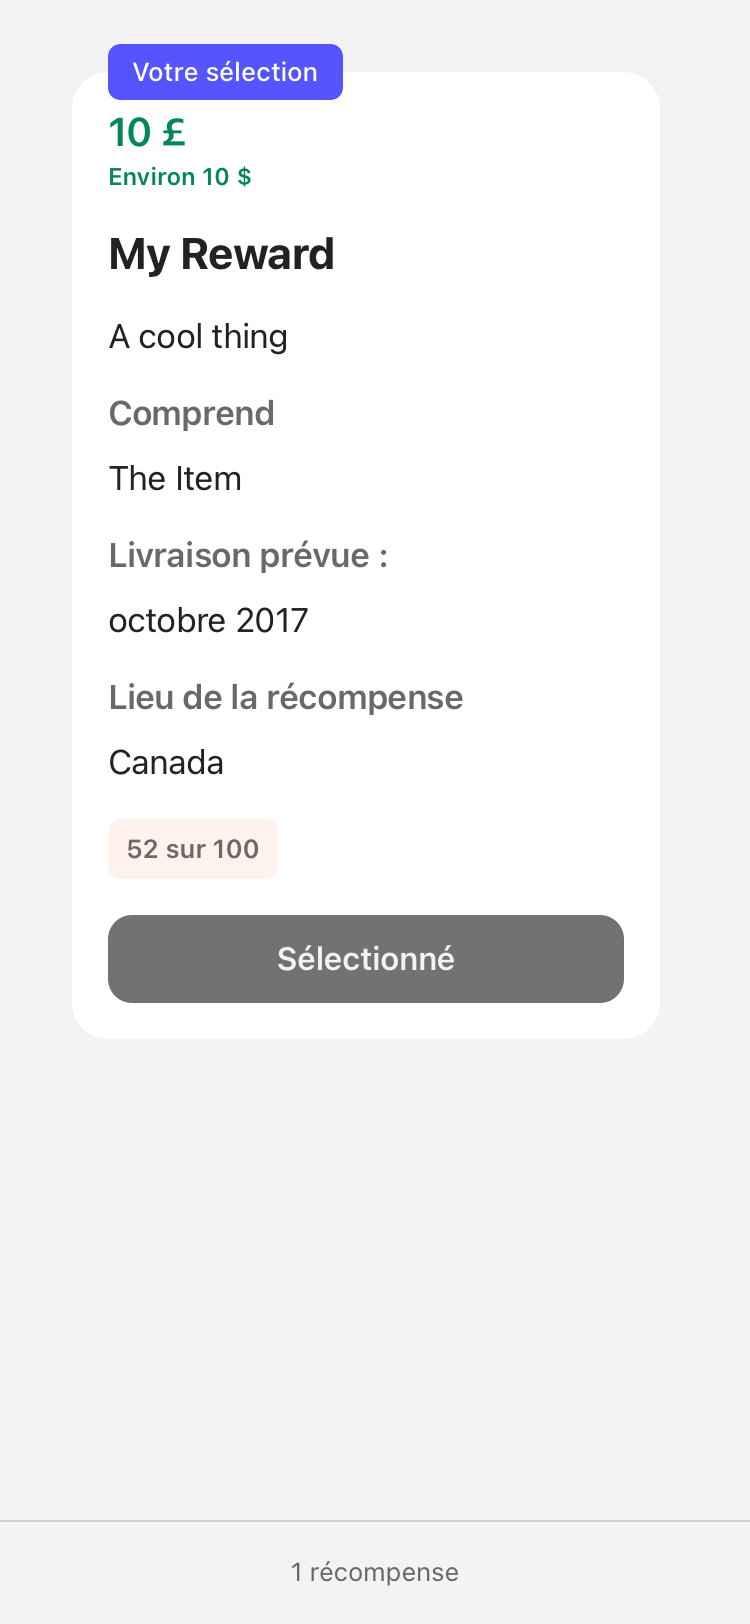 Votre sélection
10 £
Environ 10 $
My Reward
A cool thing
Comprend
The Item
Livraison prévue :
octobre 2017
Lieu de la récompense
Canada
52 sur 100
Sélectionné
1 récompense